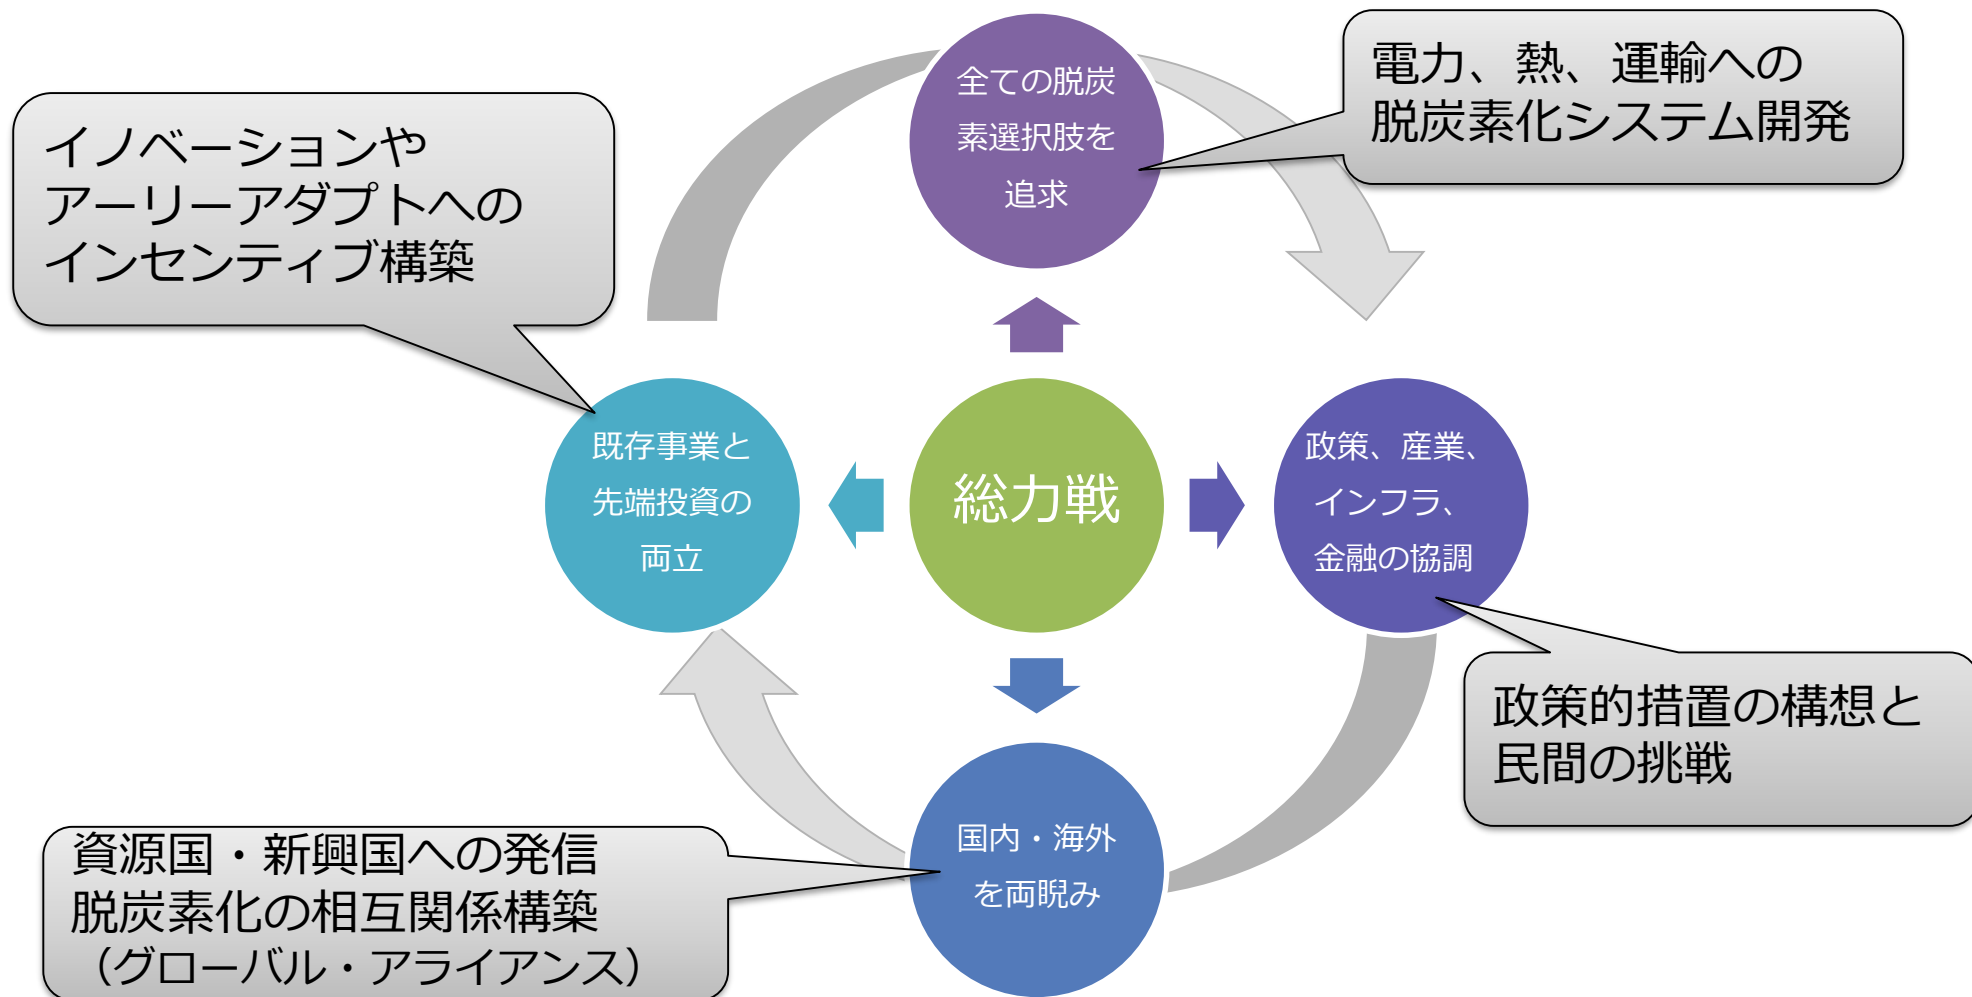 全ての脱炭
素選択肢を
追求
電力、熱、運輸への
脱炭素化システム開発
イノベーションや
アーリーアダプトへの
インセンティブ構築
既存事業と
先端投資の
両立
総力戦
政策、産業、
インフラ、
金融の協調
政策的措置の構想と
民間の挑戦
国内・海外
を両睨み
資源国・新興国への発信
脱炭素化の相互関係構築
（グローバル・アライアンス）